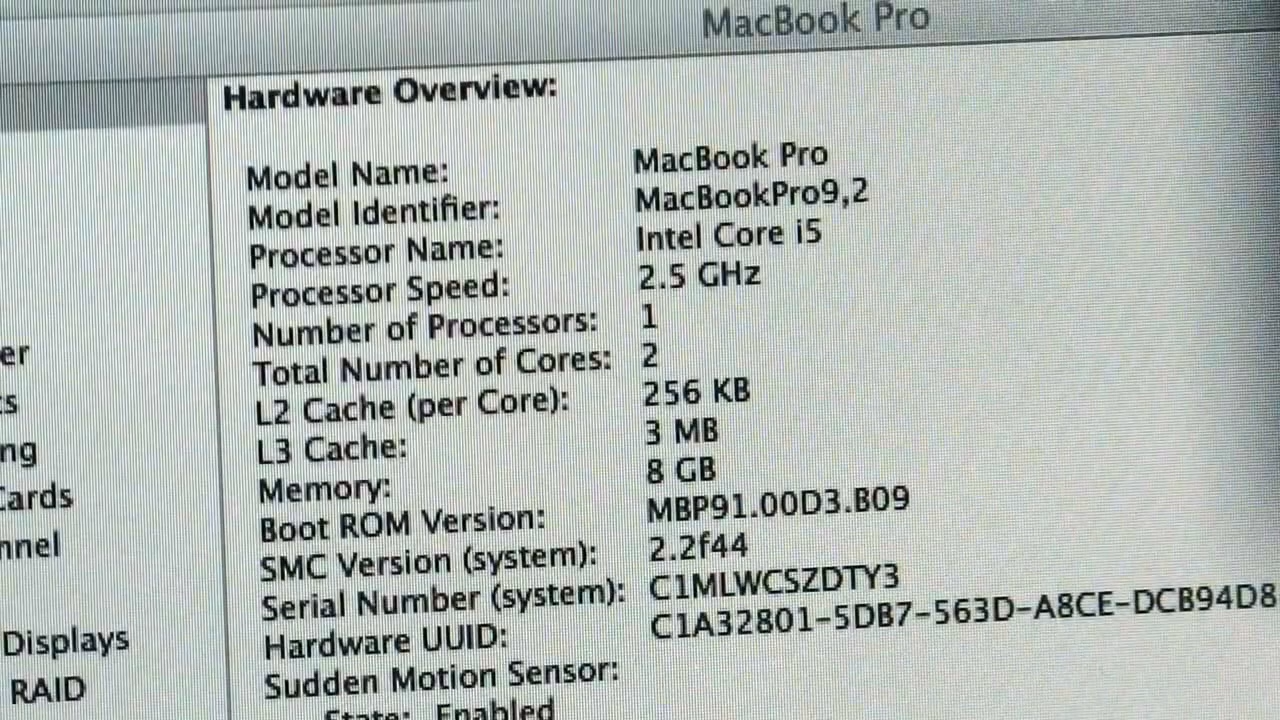 MacBook Pro
Hardware Overview:
Model Name: MacBook Pro
Model Identifier: MacBookPro9,2
Processor Name: Intel Core i5
Processor Speed: 2.5 GHz
Number of Processors: 1
Total Number of Cores: 2
L2 Cache (per Core): 256 KB
L3 Cache: 3 MB
Memory: 8 GB
Boot ROM Version: MBP91.00D3.B09
SMC Version (system): 2.2f44
Serial Number (system): C1MLWCSZDTY3
Hardware UUID: C1A32801-5DB7-563D-A8CE-DCB94D8
Sudden Motion Sensor:
State: Enabled
er
ts
ng
Cards
nnel
Displays
RAID